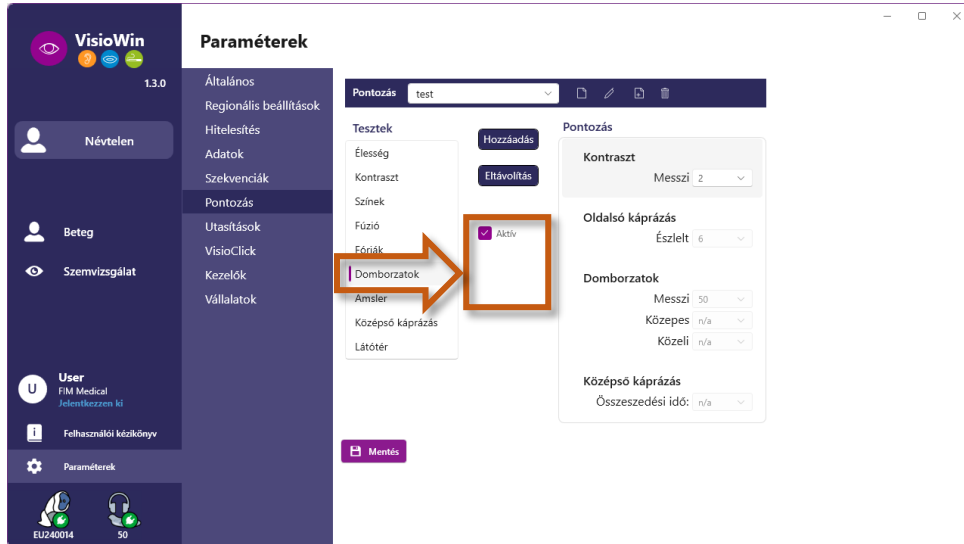 VisioWin
1.3.0
Névtelen
Beteg
Szemvizsgálat
U
User
FIM Medical
Jelentkezzen ki
Felhasználói kézikönyv
Paraméterek
EU240014
50
Paraméterek
Általános
Regionális beállítások
Hitelesítés
Adatok
Szekvenciák
Pontozás
Utasítások
VisioClick
Kezelők
Vállalatok
Pontozás test
Tesztek
Élesség
Kontraszt
Színek
Fúzió
Fóriák
Domborzatok
Amsler
Középső káprázás
Látótér
Hozzáadás
Eltávolítás
Aktív
Pontozás
Kontraszt
Messzi 2
Oldalsó káprázás
Észlelt 6
Domborzatok
Messzi 50
Közepes n/a
Közeli n/a
Középső káprázás
Összeszedési idő: n/a
Mentés